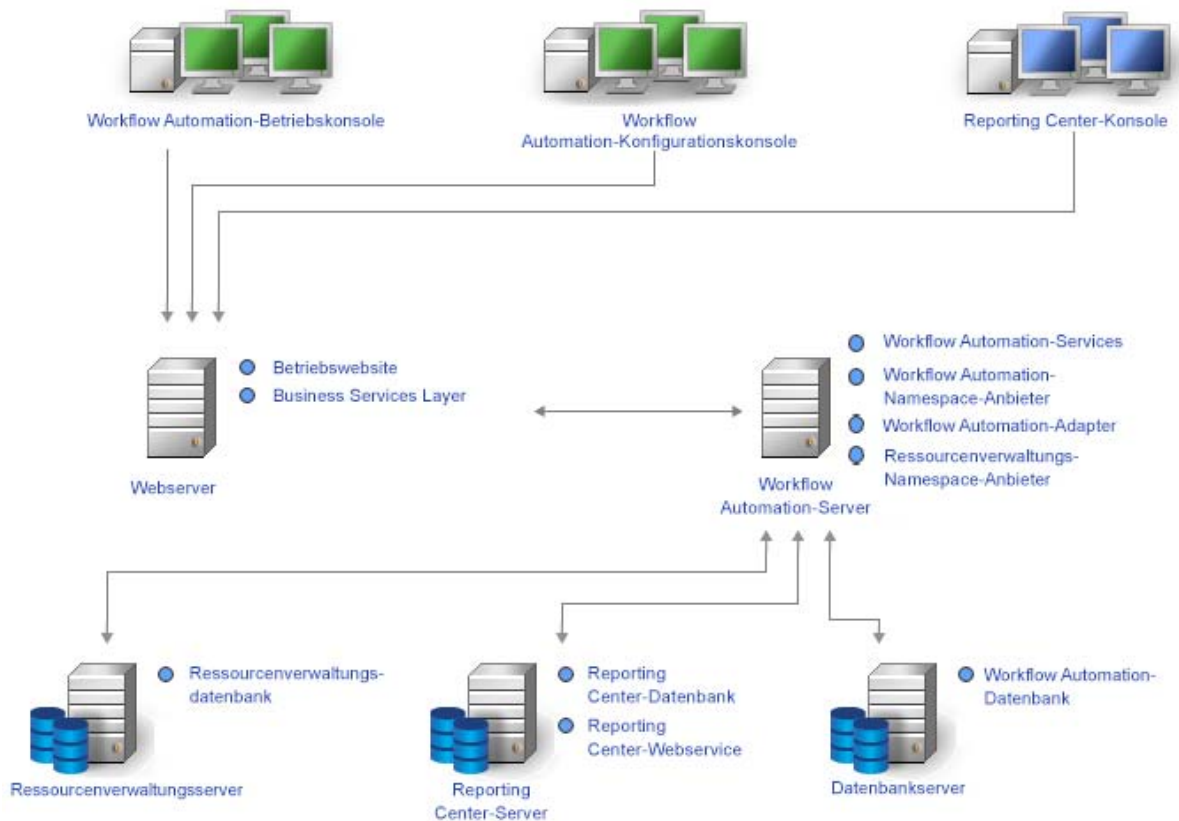 Workflow Automation-Betriebskonsole
Workflow
Automation-Konfigurationskonsole
Reporting Center-Konsole
Betriebswebsite
Business Services Layer
Webserver
Workflow Automation-Services
Workflow Automation-
Namespace-Anbieter
Workflow Automation-Adapter
Ressourcenverwaltungs-
Namespace-Anbieter
Workflow
Automation-Server
Ressourcenverwaltungs-
datenbank
Ressourcenverwaltungsserver
Reporting
Center-Datenbank
Reporting
Center-Webservice
Reporting
Center-Server
Workflow Automation-
Datenbank
Datenbankserver